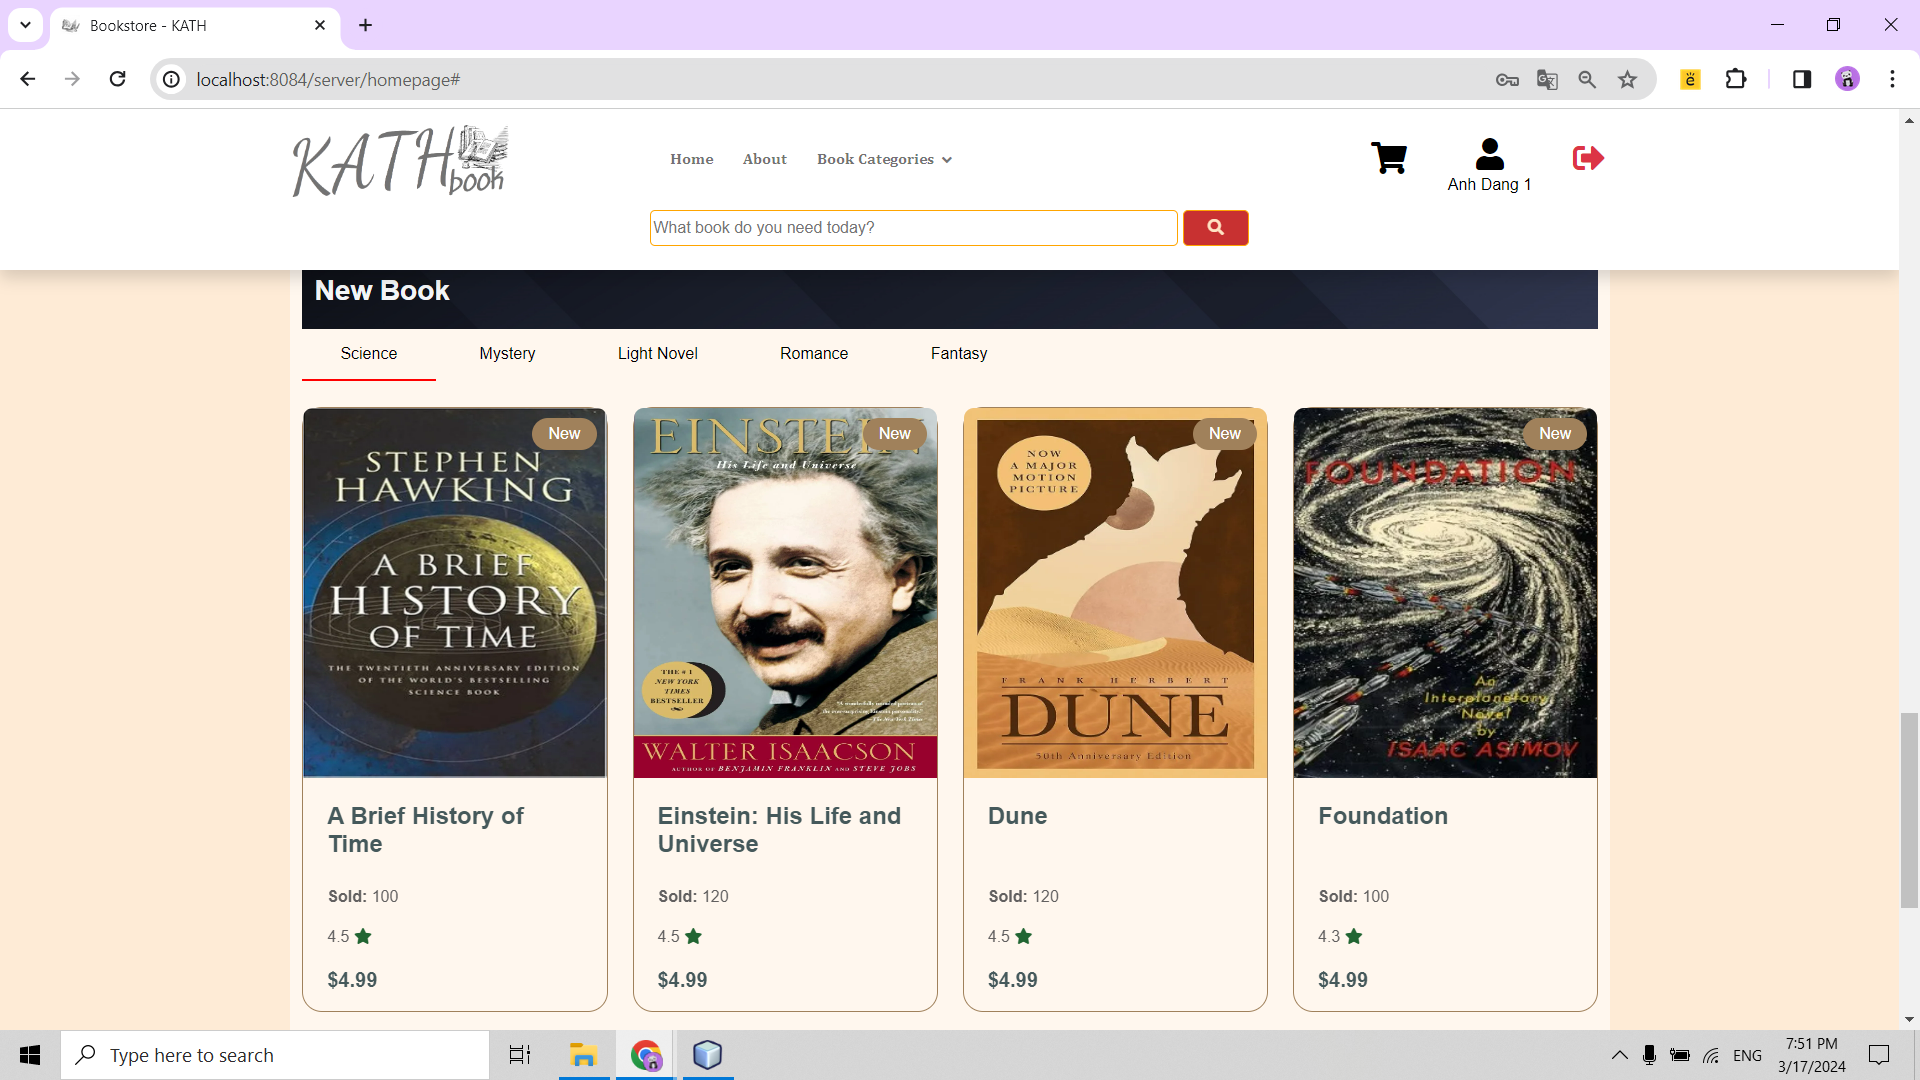 Bookstore - KATH
localhost:8084/server/homepage#
KATH
book
Home
About
Book Categories
Anh Dang 1
What book do you need today?
New Book
Science
Mystery
Light Novel
Romance
Fantasy
New
STEPHEN
HAWKING
A BRIEF
HISTORY
OF TIME
THE TWENTIETH ANNIVERSARY EDITION
OF THE WORLD'S BESTSELLING
SCIENCE BOOK
A Brief History of
Time
Sold: 100
4.5
$4.99
New
EINSTEIN
His Life and Universe
THE #1
NEW YORK
TIMES
BESTSELLER
WALTER ISAACSON
AUTHOR OF BENJAMIN FRANKLIN AND STEVE JOBS
Einstein: His Life and
Universe
Sold: 120
4.5
$4.99
New
NOW
A MAJOR
MOTION
PICTURE
FRANK HERBERT
DUNE
50th Anniversary Edition
Dune
Sold: 120
4.5
$4.99
New
FOUNDATION
An
Interplanetary
Novel
by
ISAAC ASIMOV
Foundation
Sold: 100
4.3
$4.99
Type here to search
ENG
7:51 PM
3/17/2024